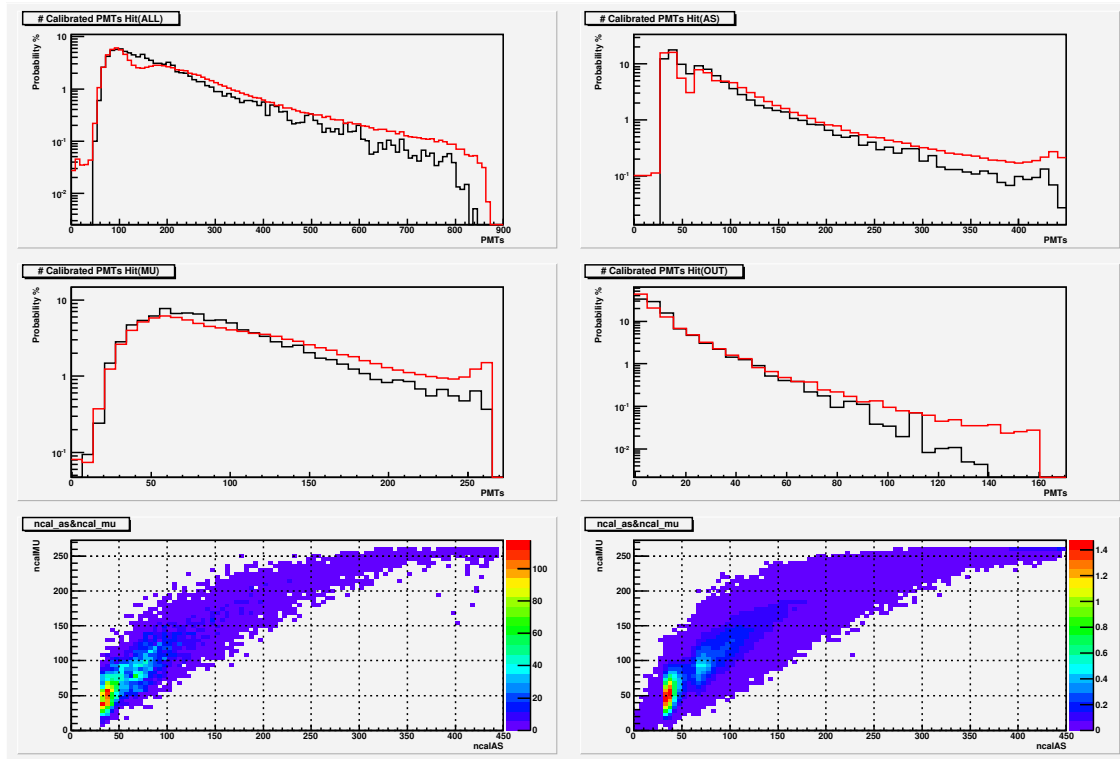 # Calibrated PMTs Hit(ALL)
Probability %
10
1
10^-1
10^-2
0 100 200 300 400 500 600 700 800 900
PMTs
# Calibrated PMTs Hit(AS)
Probability %
10
1
10^-1
0 50 100 150 200 250 300 350 400
PMTs
# Calibrated PMTs Hit(MU)
Probability %
10
1
10^-1
0 50 100 150 200 250
PMTs
# Calibrated PMTs Hit(OUT)
Probability %
10
1
10^-1
10^-2
0 20 40 60 80 100 120 140 160
PMTs
ncal_as&ncal_mu
ncalMU
250
200
150
100
50
0
0 50 100 150 200 250 300 350 400 450
ncalAS
100
80
60
40
20
0
ncal_as&ncal_mu
ncalMU
250
200
150
100
50
0
0 50 100 150 200 250 300 350 400 450
ncalAS
1.4
1.2
1
0.8
0.6
0.4
0.2
0